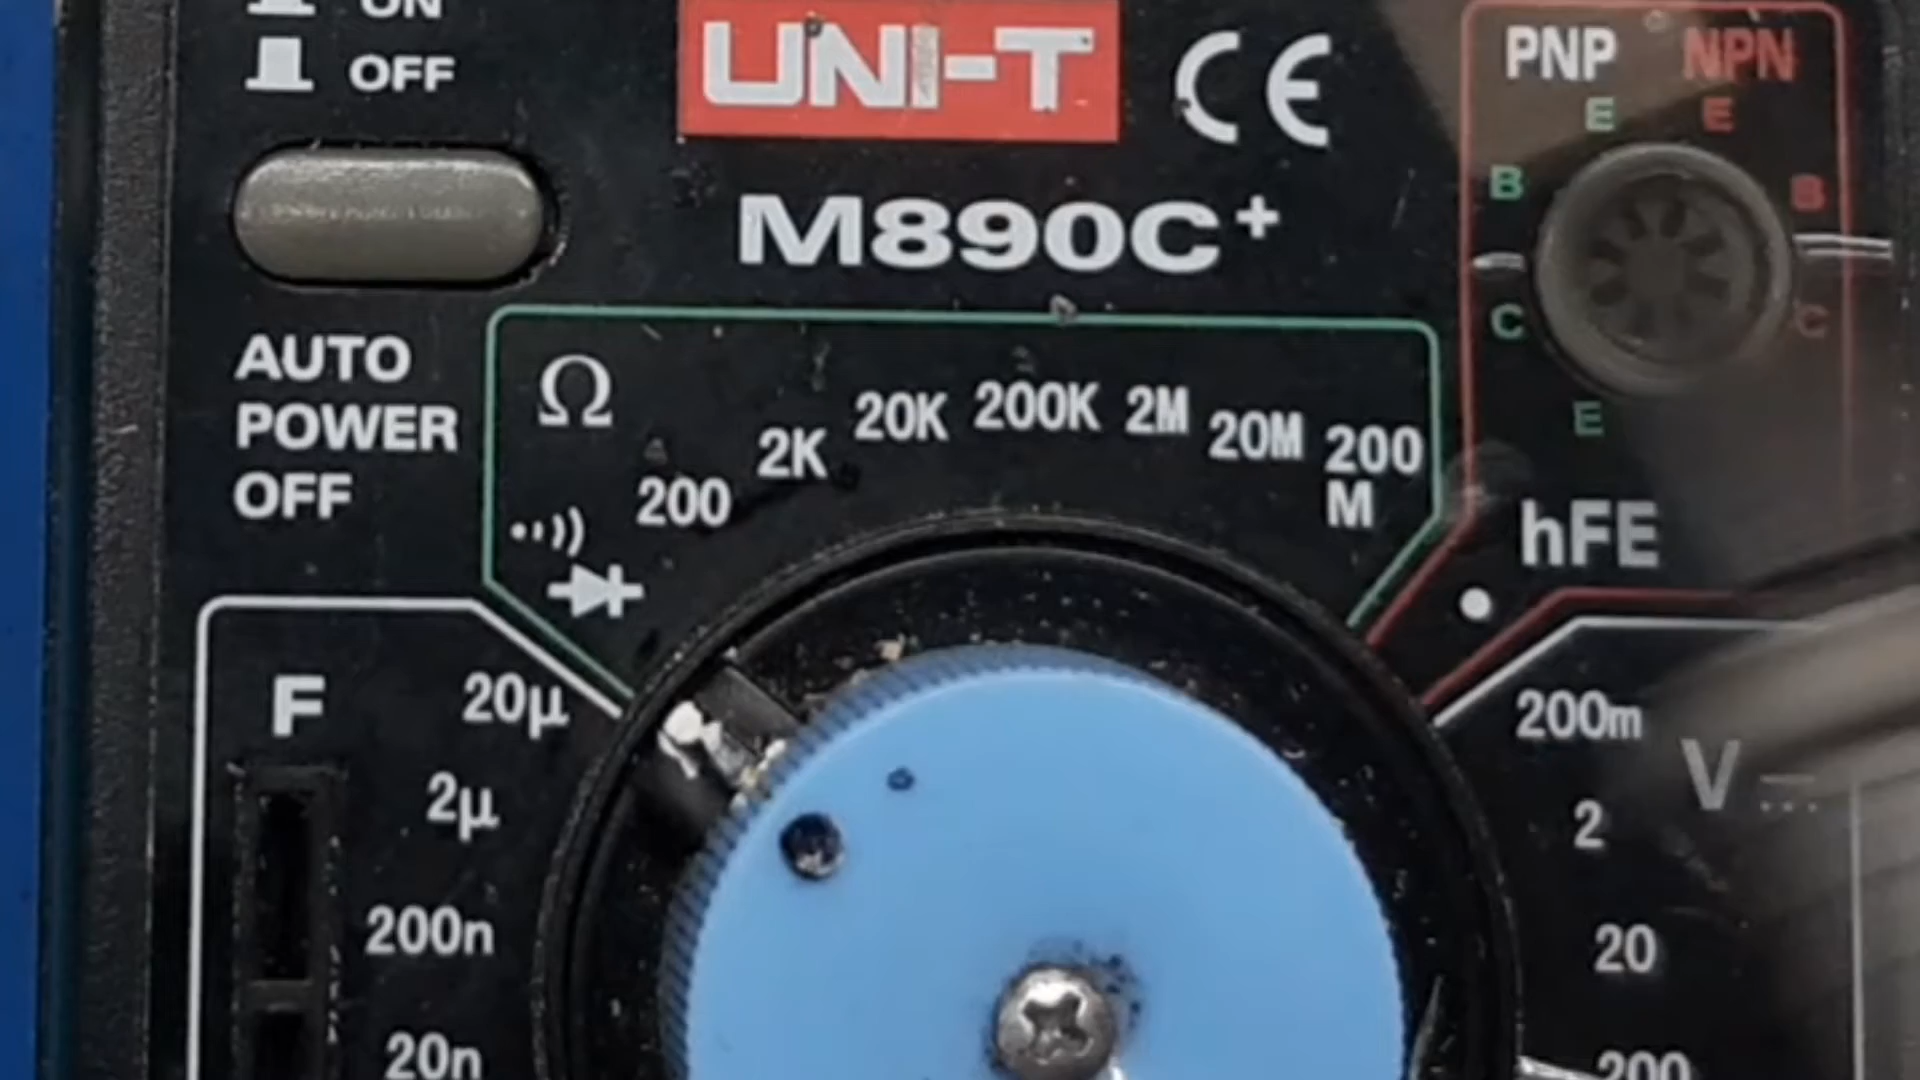 ON
OFF
UNI-T
CE
M890C+
PNP NPN
E E
B B
C C
E
hFE
AUTO
POWER
OFF
Ω
200 2K 20K 200K 2M 20M 200
M
F
20μ
2μ
200n
20n
200m
V
2
20
200